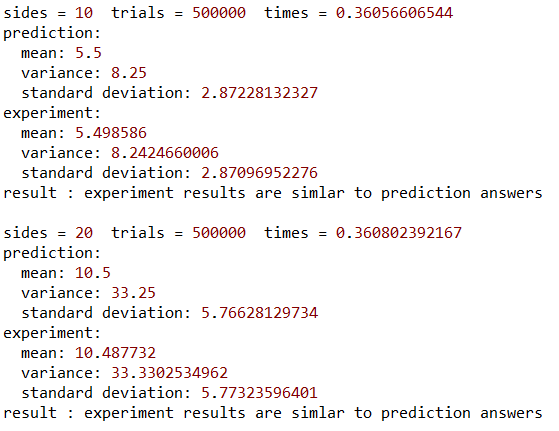 sides = 10  trials = 500000  times = 0.36056606544
prediction:
  mean: 5.5
  variance: 8.25
  standard deviation: 2.87228132327
experiment:
  mean: 5.498586
  variance: 8.2424660006
  standard deviation: 2.87096952276
result : experiment results are simlar to prediction answers

sides = 20  trials = 500000  times = 0.360802392167
prediction:
  mean: 10.5
  variance: 33.25
  standard deviation: 5.76628129734
experiment:
  mean: 10.487732
  variance: 33.3302534962
  standard deviation: 5.77323596401
result : experiment results are simlar to prediction answers